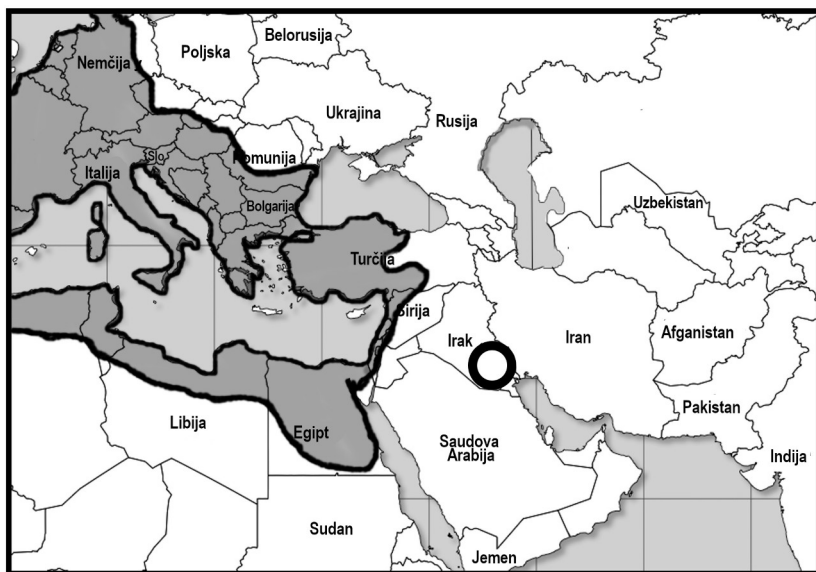 Belorusija
Poljska
Nemčija
Ukrajina
Rusija
Slo
Romunija
Italija
Uzbekistan
Bolgarija
Turčija
Sirija
Irak
Iran
Afganistan
Pakistan
Libija
Egipt
Saudova
Arabija
Indija
Sudan
Jemen